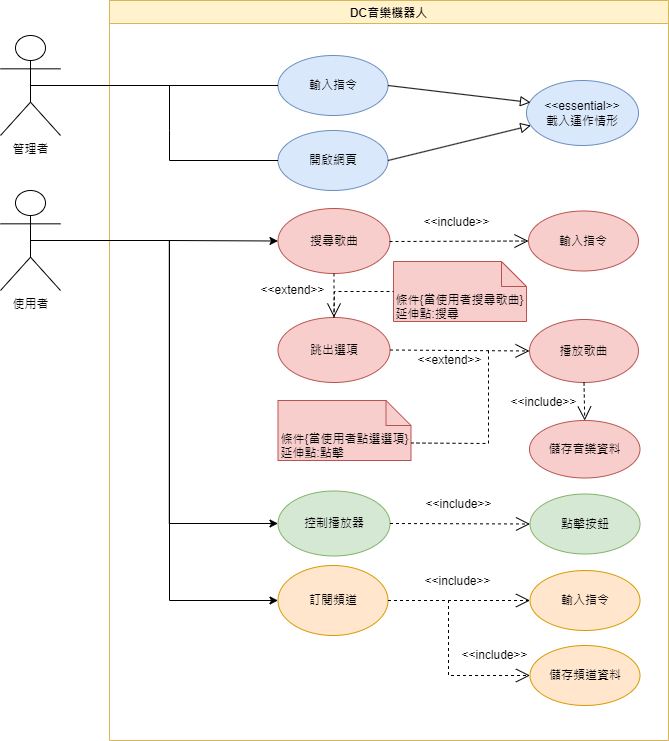 DC音樂機器人
管理者
輸入指令
<<essential>>
載入運作情形
開啟網頁
使用者
搜尋歌曲
<<include>>
輸入指令
<<extend>>
條件{當使用者搜尋歌曲}
延伸點:搜尋
跳出選項
<<extend>>
播放歌曲
<<include>>
條件{當使用者點選選項}
延伸點:點擊
儲存音樂資料
控制播放器
<<include>>
點擊按鈕
訂閱頻道
<<include>>
輸入指令
<<include>>
儲存頻道資料